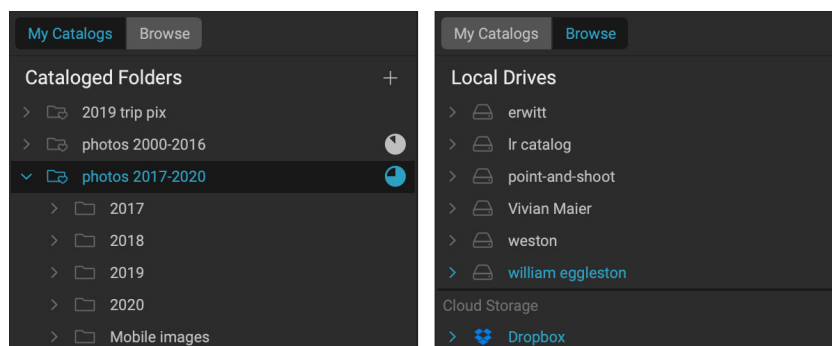 My Catalogs Browse
Cataloged Folders
2019 trip pix
photos 2000-2016
photos 2017-2020
2017
2018
2019
2020
Mobile images
My Catalogs Browse
Local Drives
erwitt
lr catalog
point-and-shoot
Vivian Maier
weston
william eggleston
Cloud Storage
Dropbox